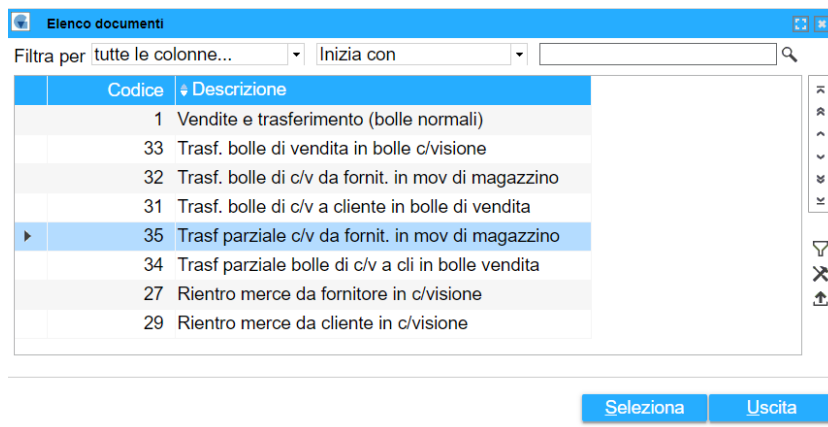 Elenco documenti
Filtra per tutte le colonne... Inizia con
Codice Descrizione
1 Vendite e trasferimento (bolle normali)
33 Trasf. bolle di vendita in bolle c/visione
32 Trasf. bolle di c/v da fornit. in mov di magazzino
31 Trasf. bolle di c/v a cliente in bolle di vendita
35 Trasf parziale c/v da fornit. in mov di magazzino
34 Trasf parziale bolle di c/v a cli in bolle vendita
27 Rientro merce da fornitore in c/visione
29 Rientro merce da cliente in c/visione
Seleziona Uscita